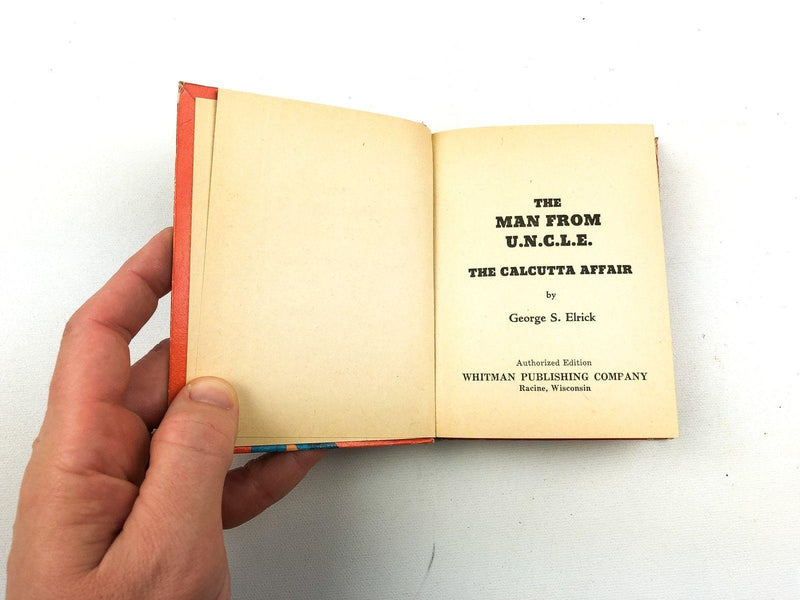 THE
MAN FROM
U.N.C.L.E.
THE CALCUTTA AFFAIR
by
George S. Elrick
Authorized Edition
WHITMAN PUBLISHING COMPANY
Racine, Wisconsin